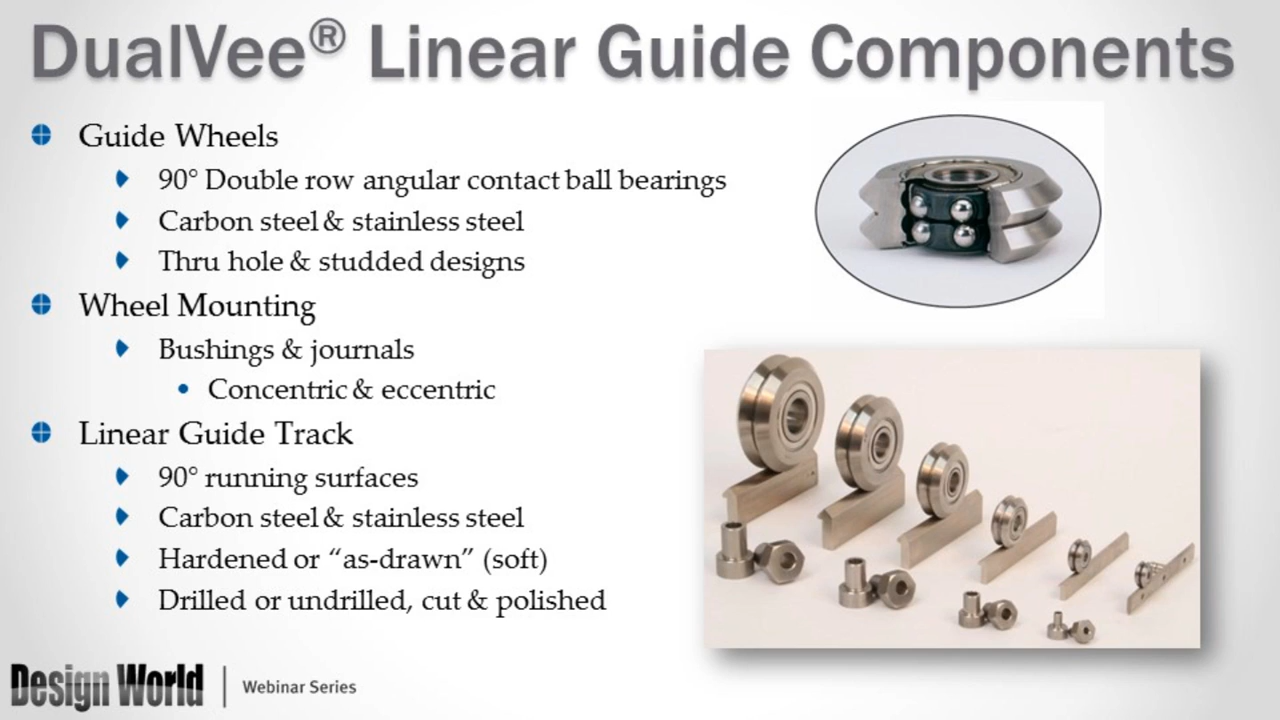 DualVee® Linear Guide Components
Guide Wheels
90° Double row angular contact ball bearings
Carbon steel & stainless steel
Thru hole & studded designs
Wheel Mounting
Bushings & journals
Concentric & eccentric
Linear Guide Track
90° running surfaces
Carbon steel & stainless steel
Hardened or “as-drawn” (soft)
Drilled or undrilled, cut & polished
Design World
Webinar Series